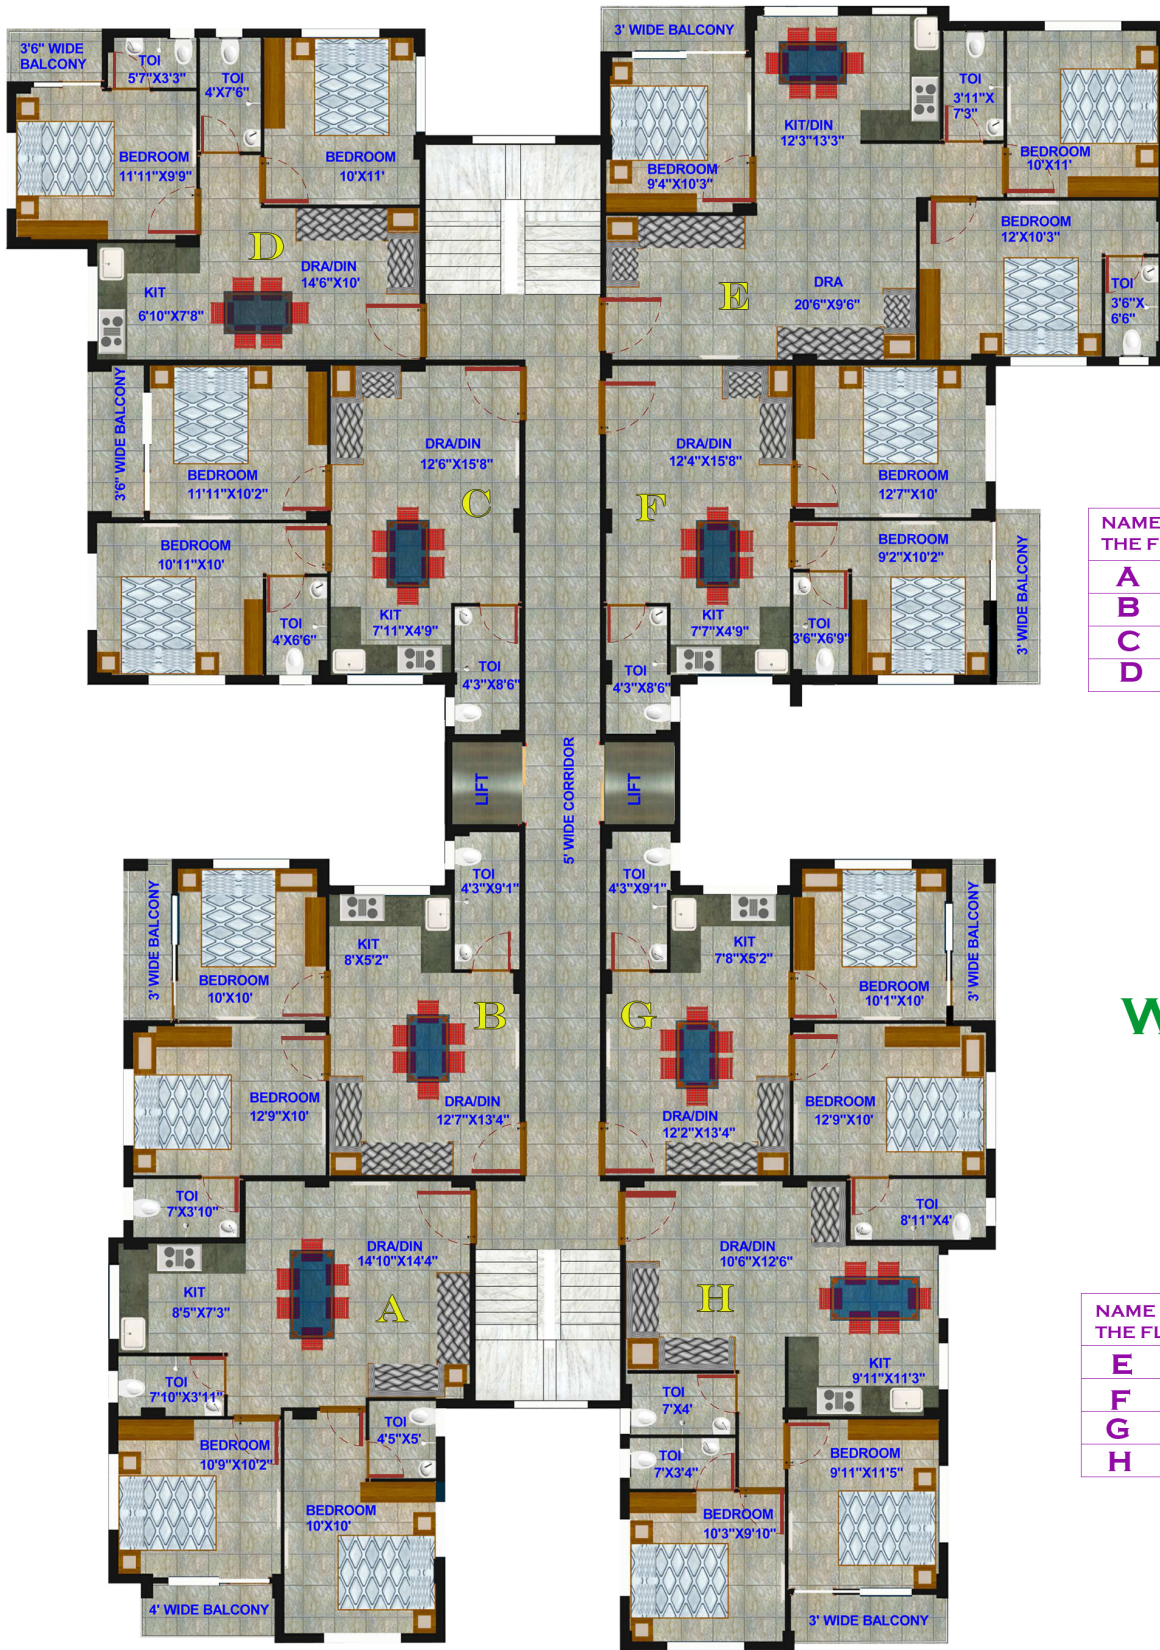 3'6" WIDE
BALCONY
TOI
5'7"X3'3"
TOI
4'X7'6"
BEDROOM
11'11"X9'9"
BEDROOM
10'X11'
D
DRA/DIN
14'6"X10'
KIT
6'10"X7'8"
3' WIDE BALCONY
KIT/DIN
12'3"13'3"
TOI
3'11"X
7'3"
BEDROOM
9'4"X10'3"
BEDROOM
10'X11'
BEDROOM
12'X10'3"
E
DRA
20'6"X9'6"
TOI
3'6"X
6'6"
3'6" WIDE BALCONY
BEDROOM
11'11"X10'2"
DRA/DIN
12'6"X15'8"
C
BEDROOM
10'11"X10'
TOI
4'X6'6"
KIT
7'11"X4'9"
TOI
4'3"X8'6"
DRA/DIN
12'4"X15'8"
F
BEDROOM
12'7"X10'
BEDROOM
9'2"X10'2"
3' WIDE BALCONY
KIT
7'7"X4'9"
TOI
3'6"X6'9"
TOI
4'3"X8'6"
NAME
THE F
A
B
C
D
LIFT
5' WIDE CORRIDOR
LIFT
3' WIDE BALCONY
BEDROOM
10'X10'
KIT
8'X5'2"
TOI
4'3"X9'1"
B
BEDROOM
12'9"X10'
DRA/DIN
12'7"X13'4"
TOI
4'3"X9'1"
KIT
7'8"X5'2"
BEDROOM
10'1"X10'
3' WIDE BALCONY
G
DRA/DIN
12'2"X13'4"
BEDROOM
12'9"X10'
W
TOI
7'X3'10"
DRA/DIN
14'10"X14'4"
KIT
8'5"X7'3"
A
TOI
7'10"X3'11"
BEDROOM
10'9"X10'2"
TOI
4'5"X5'
BEDROOM
10'X10'
4' WIDE BALCONY
TOI
8'11"X4'
DRA/DIN
10'6"X12'6"
H
KIT
9'11"X11'3"
TOI
7'X4'
TOI
7'X3'4"
BEDROOM
9'11"X11'5"
BEDROOM
10'3"X9'10"
3' WIDE BALCONY
NAME
THE FL
E
F
G
H